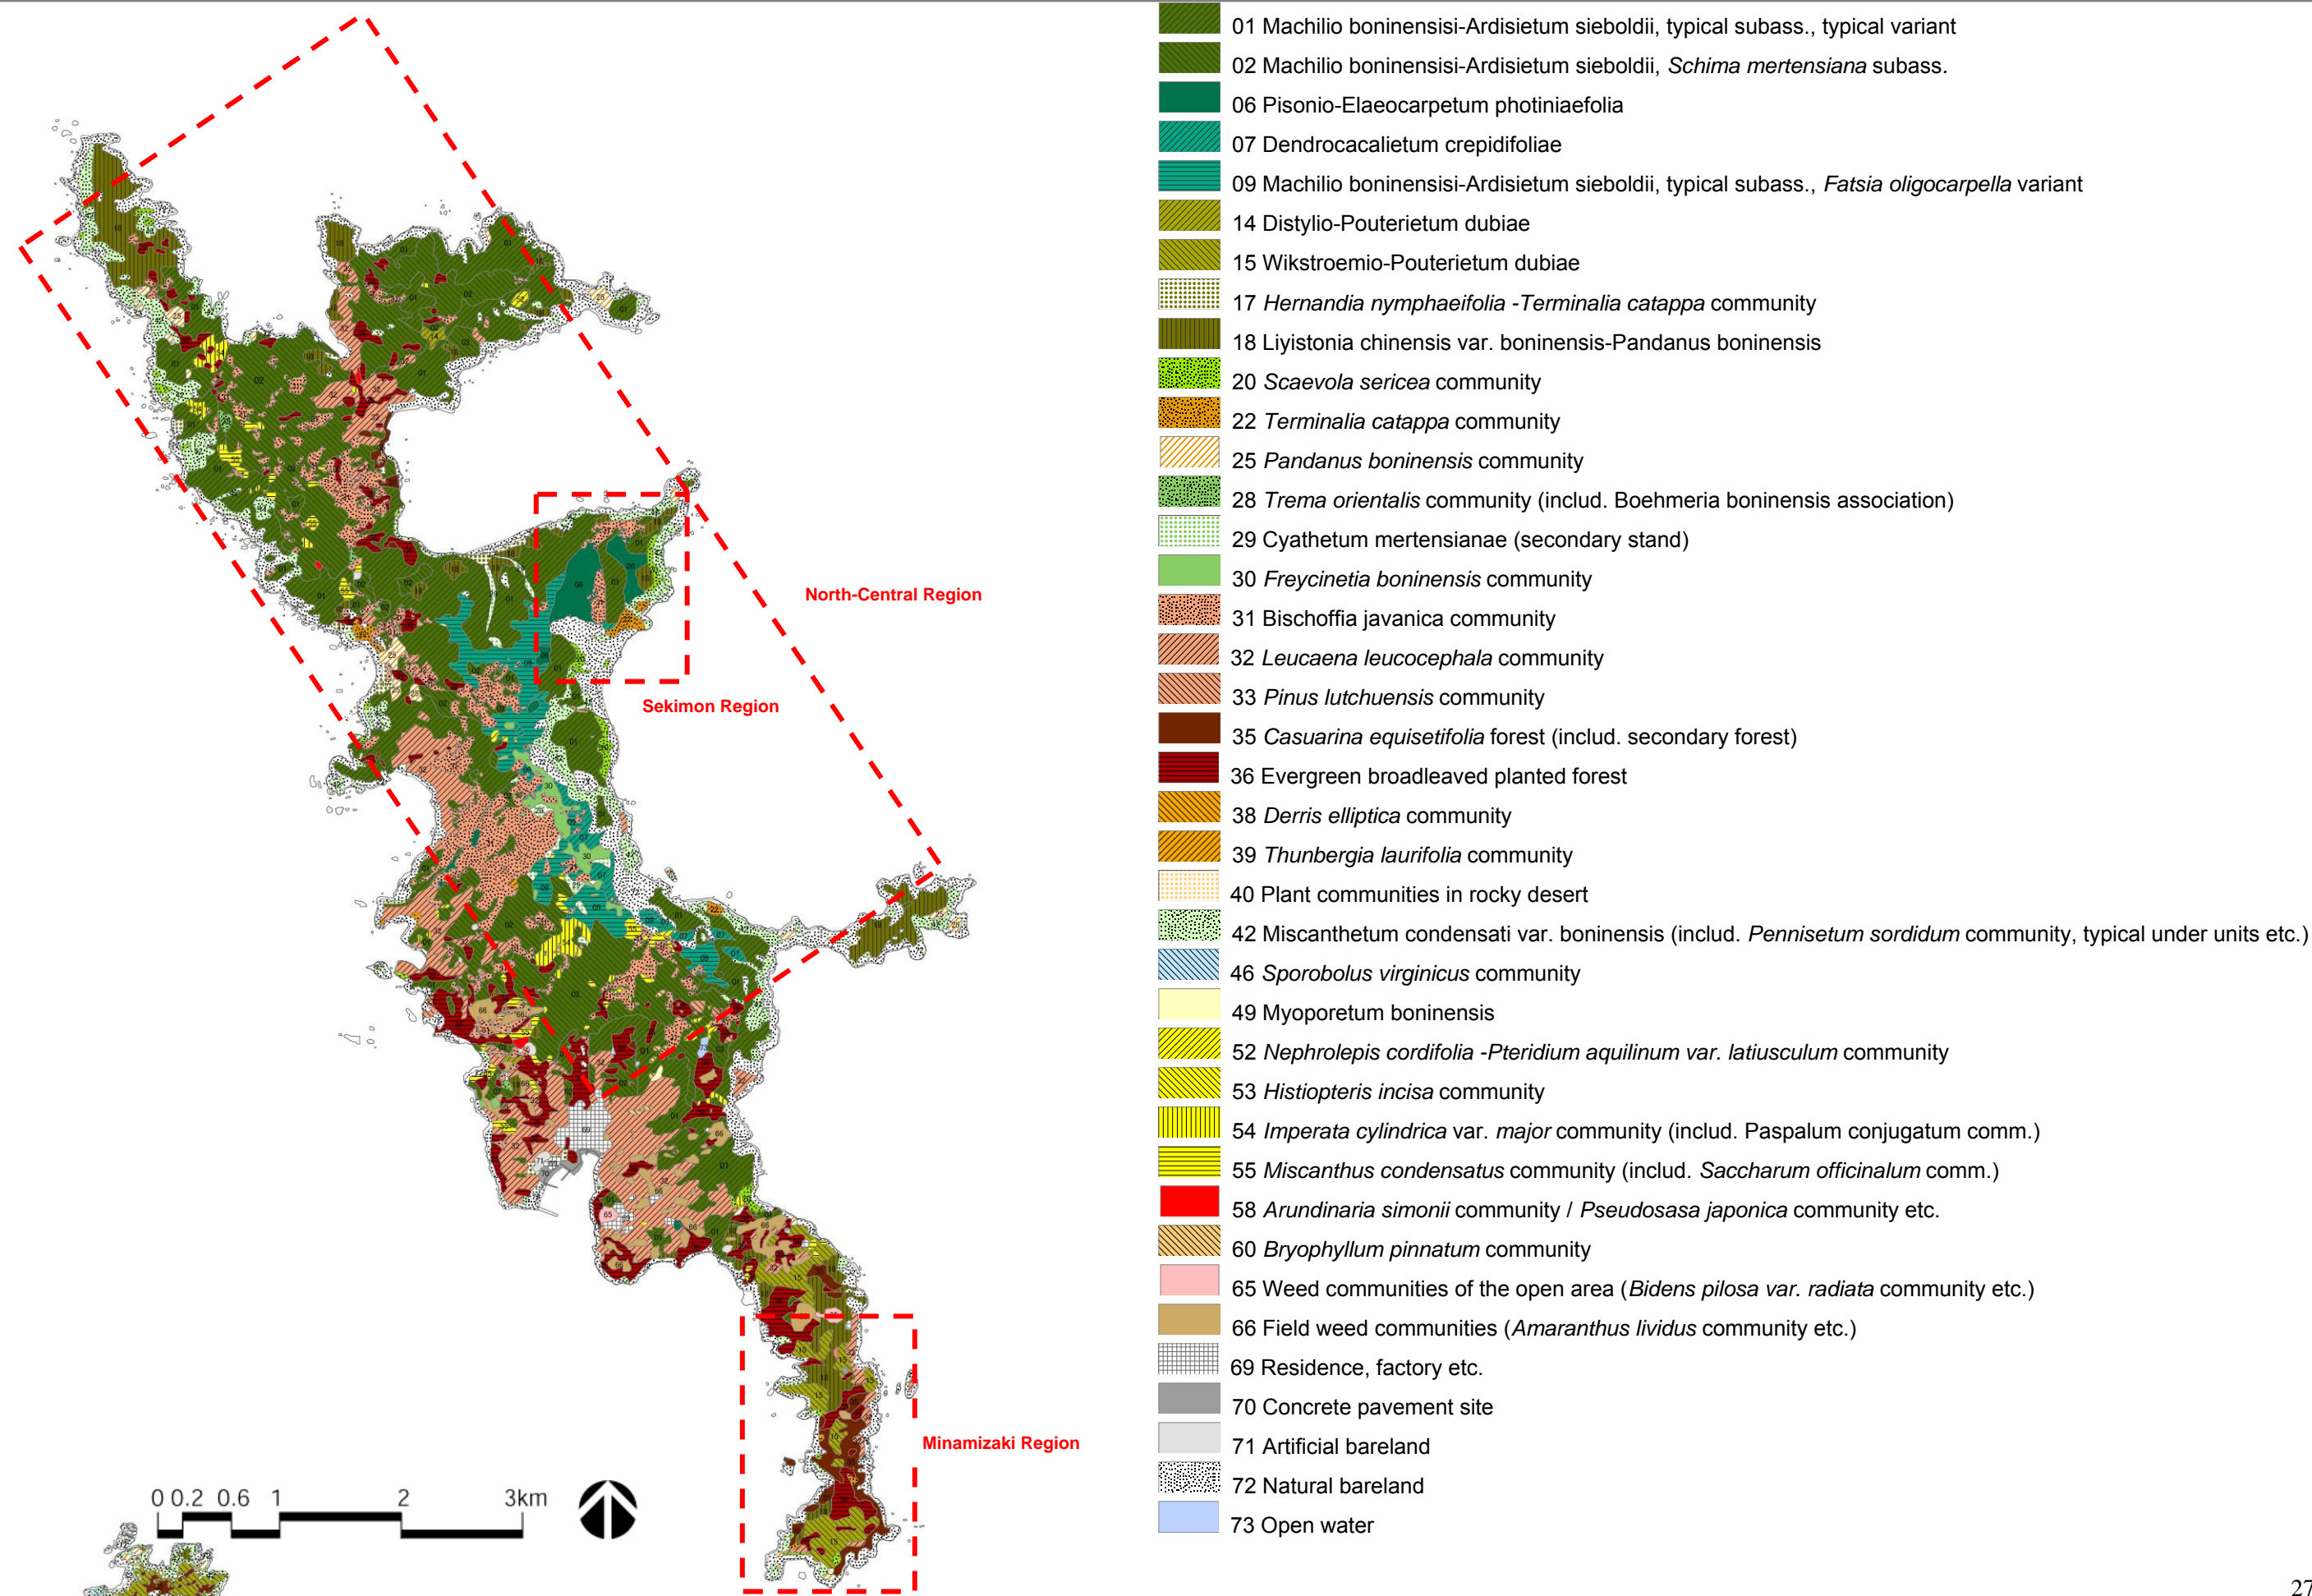 01 Machilio boninensisi-Ardisietum sieboldii, typical subass., typical variant
02 Machilio boninensisi-Ardisietum sieboldii, Schima mertensiana subass.
06 Pisonio-Elaeocarpetum photiniaefolia
07 Dendrocacalietum crepidifoliae
09 Machilio boninensisi-Ardisietum sieboldii, typical subass., Fatsia oligocarpella variant
14 Distylio-Pouterietum dubiae
15 Wikstroemio-Pouterietum dubiae
17 Hernandia nymphaeifolia -Terminalia catappa community
18 Liyistonia chinensis var. boninensis-Pandanus boninensis
20 Scaevola sericea community
22 Terminalia catappa community
25 Pandanus boninensis community
28 Trema orientalis community (includ. Boehmeria boninensis association)
29 Cyathetum mertensianae (secondary stand)
30 Freycinetia boninensis community
31 Bischoffia javanica community
32 Leucaena leucocephala community
33 Pinus lutchuensis community
35 Casuarina equisetifolia forest (includ. secondary forest)
36 Evergreen broadleaved planted forest
38 Derris elliptica community
39 Thunbergia laurifolia community
40 Plant communities in rocky desert
42 Miscanthetum condensati var. boninensis (includ. Pennisetum sordidum community, typical under units etc.)
46 Sporobolus virginicus community
49 Myoporetum boninensis
52 Nephrolepis cordifolia -Pteridium aquilinum var. latiusculum community
53 Histiopteris incisa community
54 Imperata cylindrica var. major community (includ. Paspalum conjugatum comm.)
55 Miscanthus condensatus community (includ. Saccharum officinalum comm.)
58 Arundinaria simonii community / Pseudosasa japonica community etc.
60 Bryophyllum pinnatum community
65 Weed communities of the open area (Bidens pilosa var. radiata community etc.)
66 Field weed communities (Amaranthus lividus community etc.)
69 Residence, factory etc.
70 Concrete pavement site
71 Artificial bareland
72 Natural bareland
73 Open water
North-Central Region
Sekimon Region
Minamizaki Region
0 0.2 0.6 1 2 3km
27